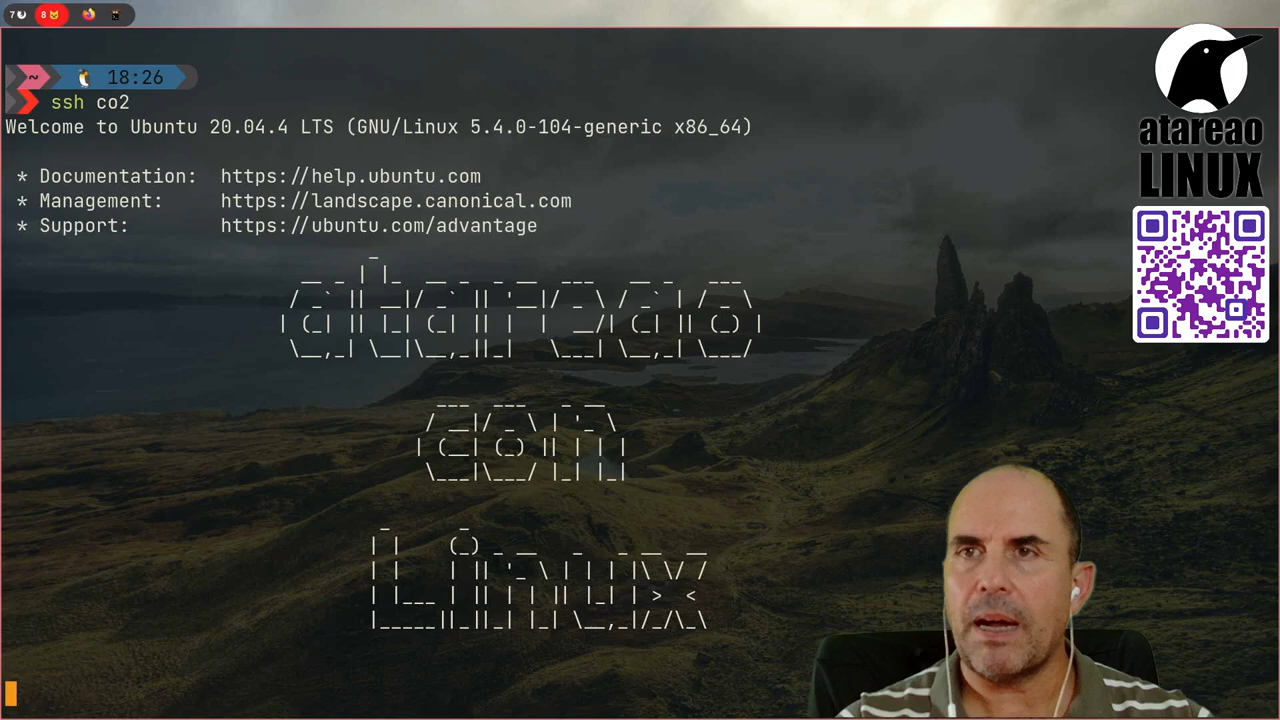 7 8
~ 18:26
ssh co2
Welcome to Ubuntu 20.04.4 LTS (GNU/Linux 5.4.0-104-generic x86_64)
* Documentation: https://help.ubuntu.com
* Management: https://landscape.canonical.com
* Support: https://ubuntu.com/advantage
atareao
con
Linux
atareao
LINUX